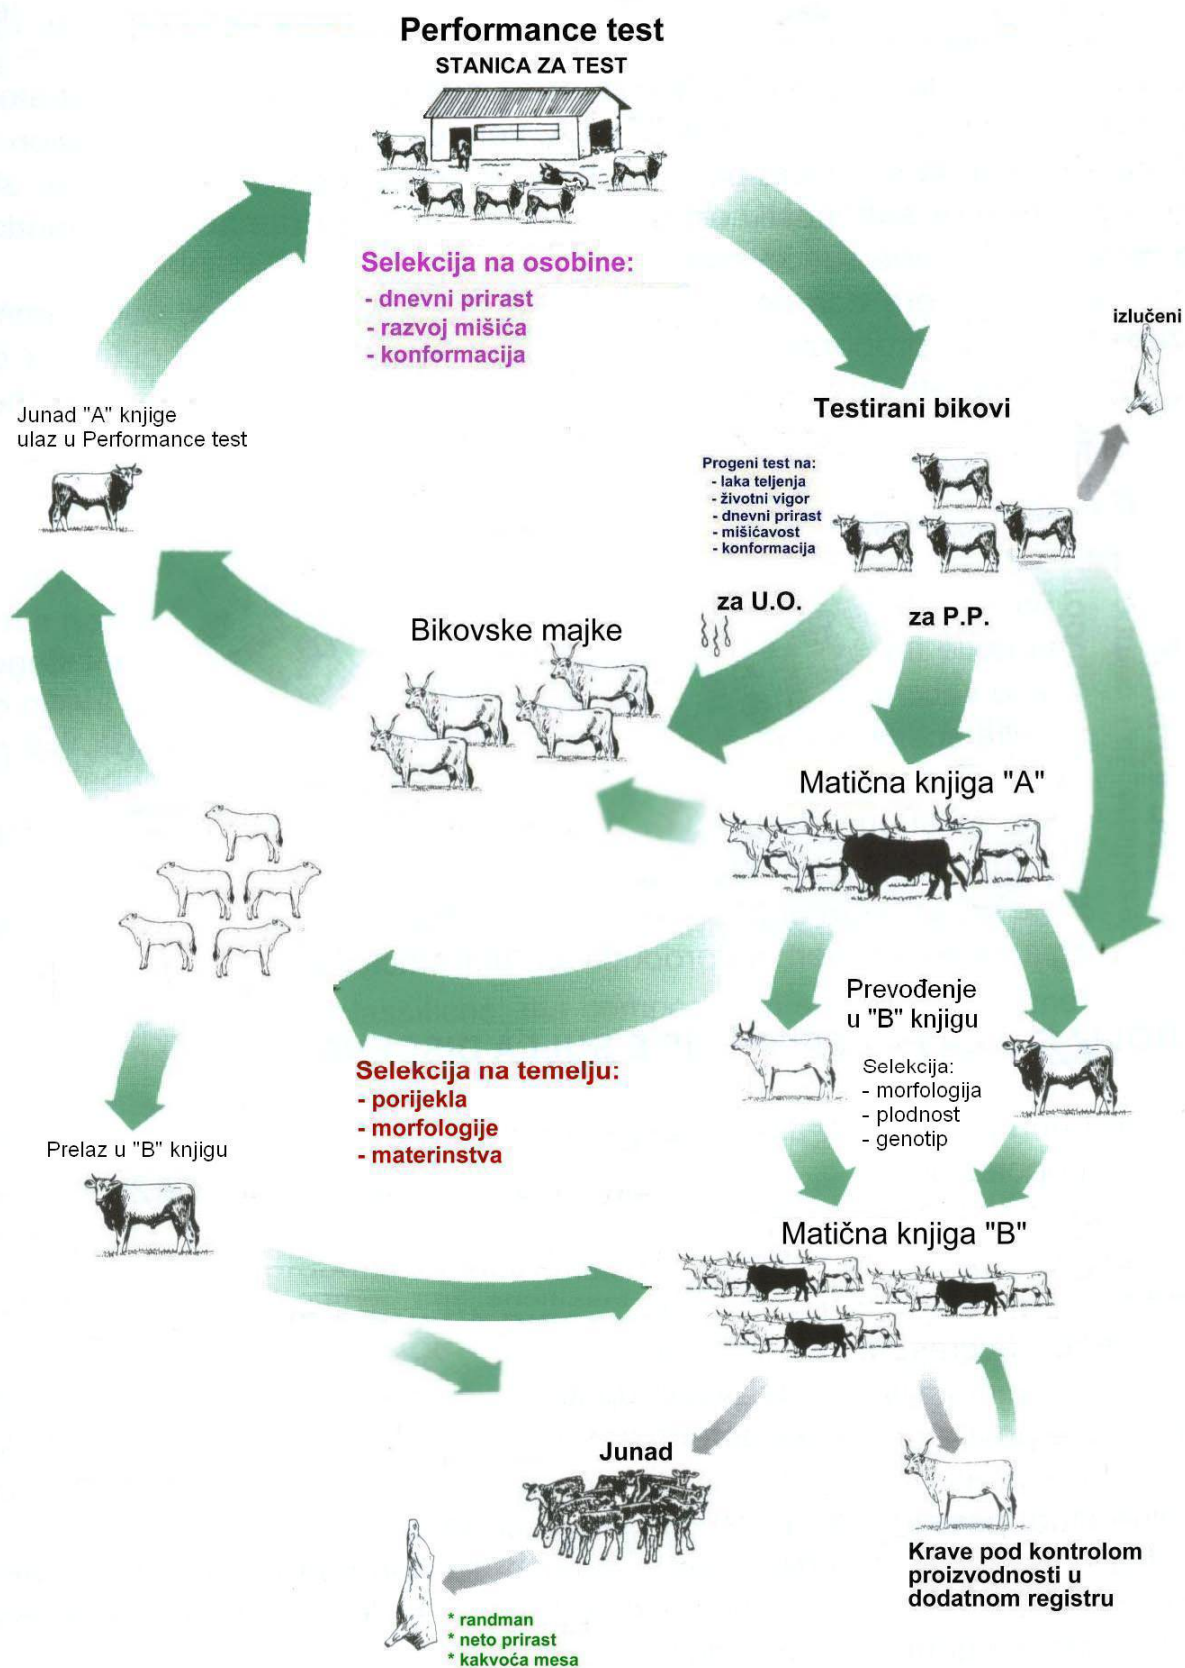 Performance test
STANICA ZA TEST
Selekcija na osobine:
- dnevni prirast
- razvoj mišića
- konformacija
izlučeni
Junad "A" knjige
ulaz u Performance test
Testirani bikovi
Progeni test na:
- laka teljenja
- životni vigor
- dnevni prirast
- mišićavost
- konformacija
za U.O.
za P.P.
Bikovske majke
Matična knjiga "A"
Prevođenje
u "B" knjigu
Selekcija:
- morfologija
- plodnost
- genotip
Selekcija na temelju:
- porijekla
- morfologije
- materinstva
Prelaz u "B" knjigu
Matična knjiga "B"
Junad
Krave pod kontrolom
proizvodnosti u
dodatnom registru
* randman
* neto prirast
* kakvoća mesa